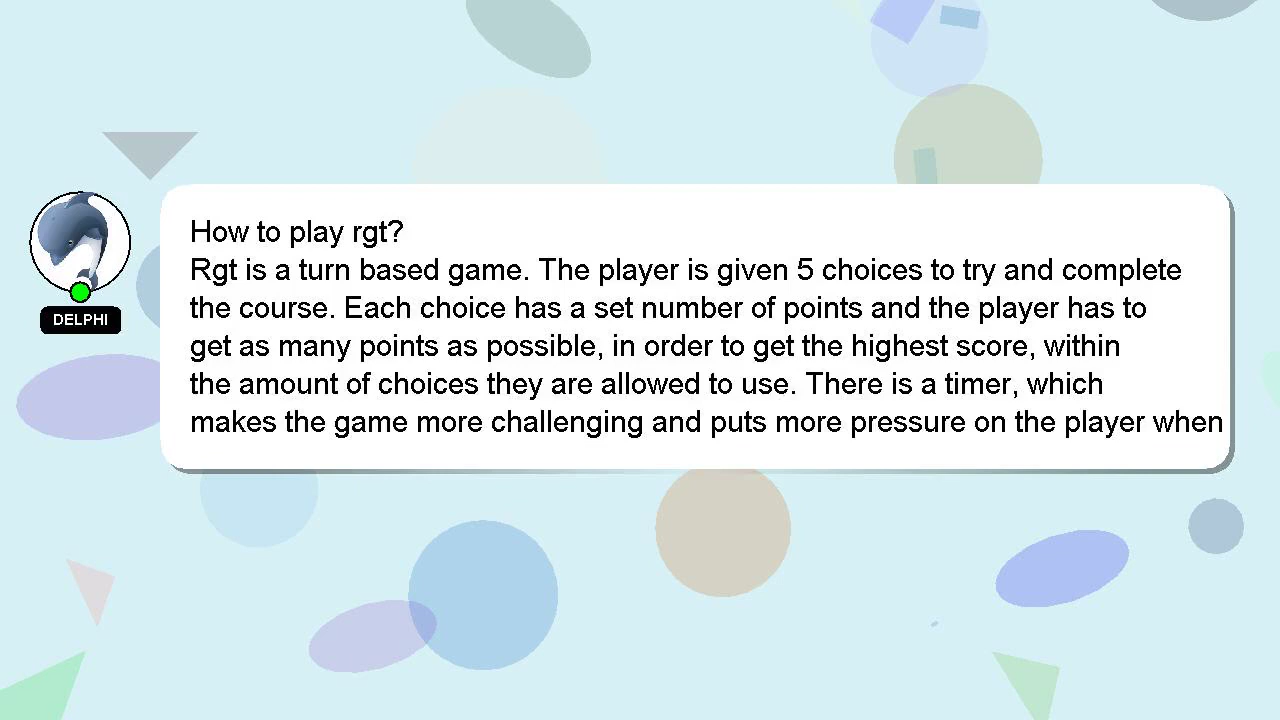 How to play rgt?
Rgt is a turn based game. The player is given 5 choices to try and complete
the course. Each choice has a set number of points and the player has to
get as many points as possible, in order to get the highest score, within
the amount of choices they are allowed to use. There is a timer, which
makes the game more challenging and puts more pressure on the player when
DELPHI